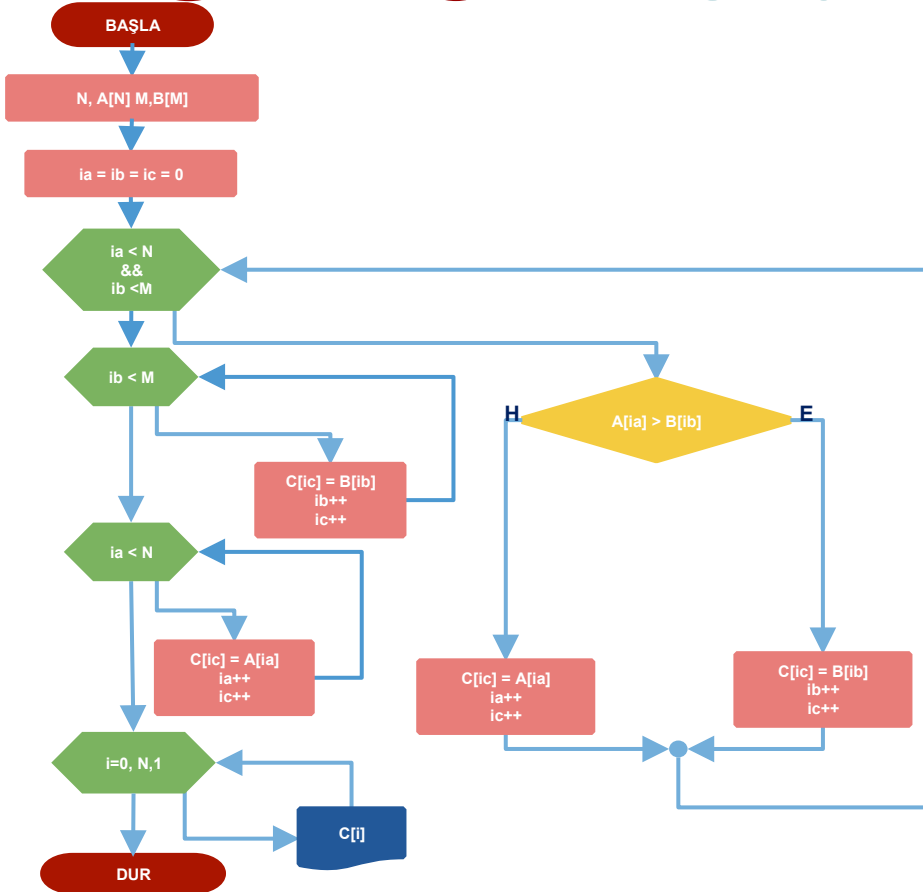 BAŞLA
N, A[N] M,B[M]
ia = ib = ic = 0
ia < N
&&
ib <M
ib < M
C[ic] = B[ib]
ib++
ic++
ia < N
C[ic] = A[ia]
ia++
ic++
i=0, N,1
C[i]
DUR
H
A[ia] > B[ib]
E
C[ic] = A[ia]
ia++
ic++
C[ic] = B[ib]
ib++
ic++